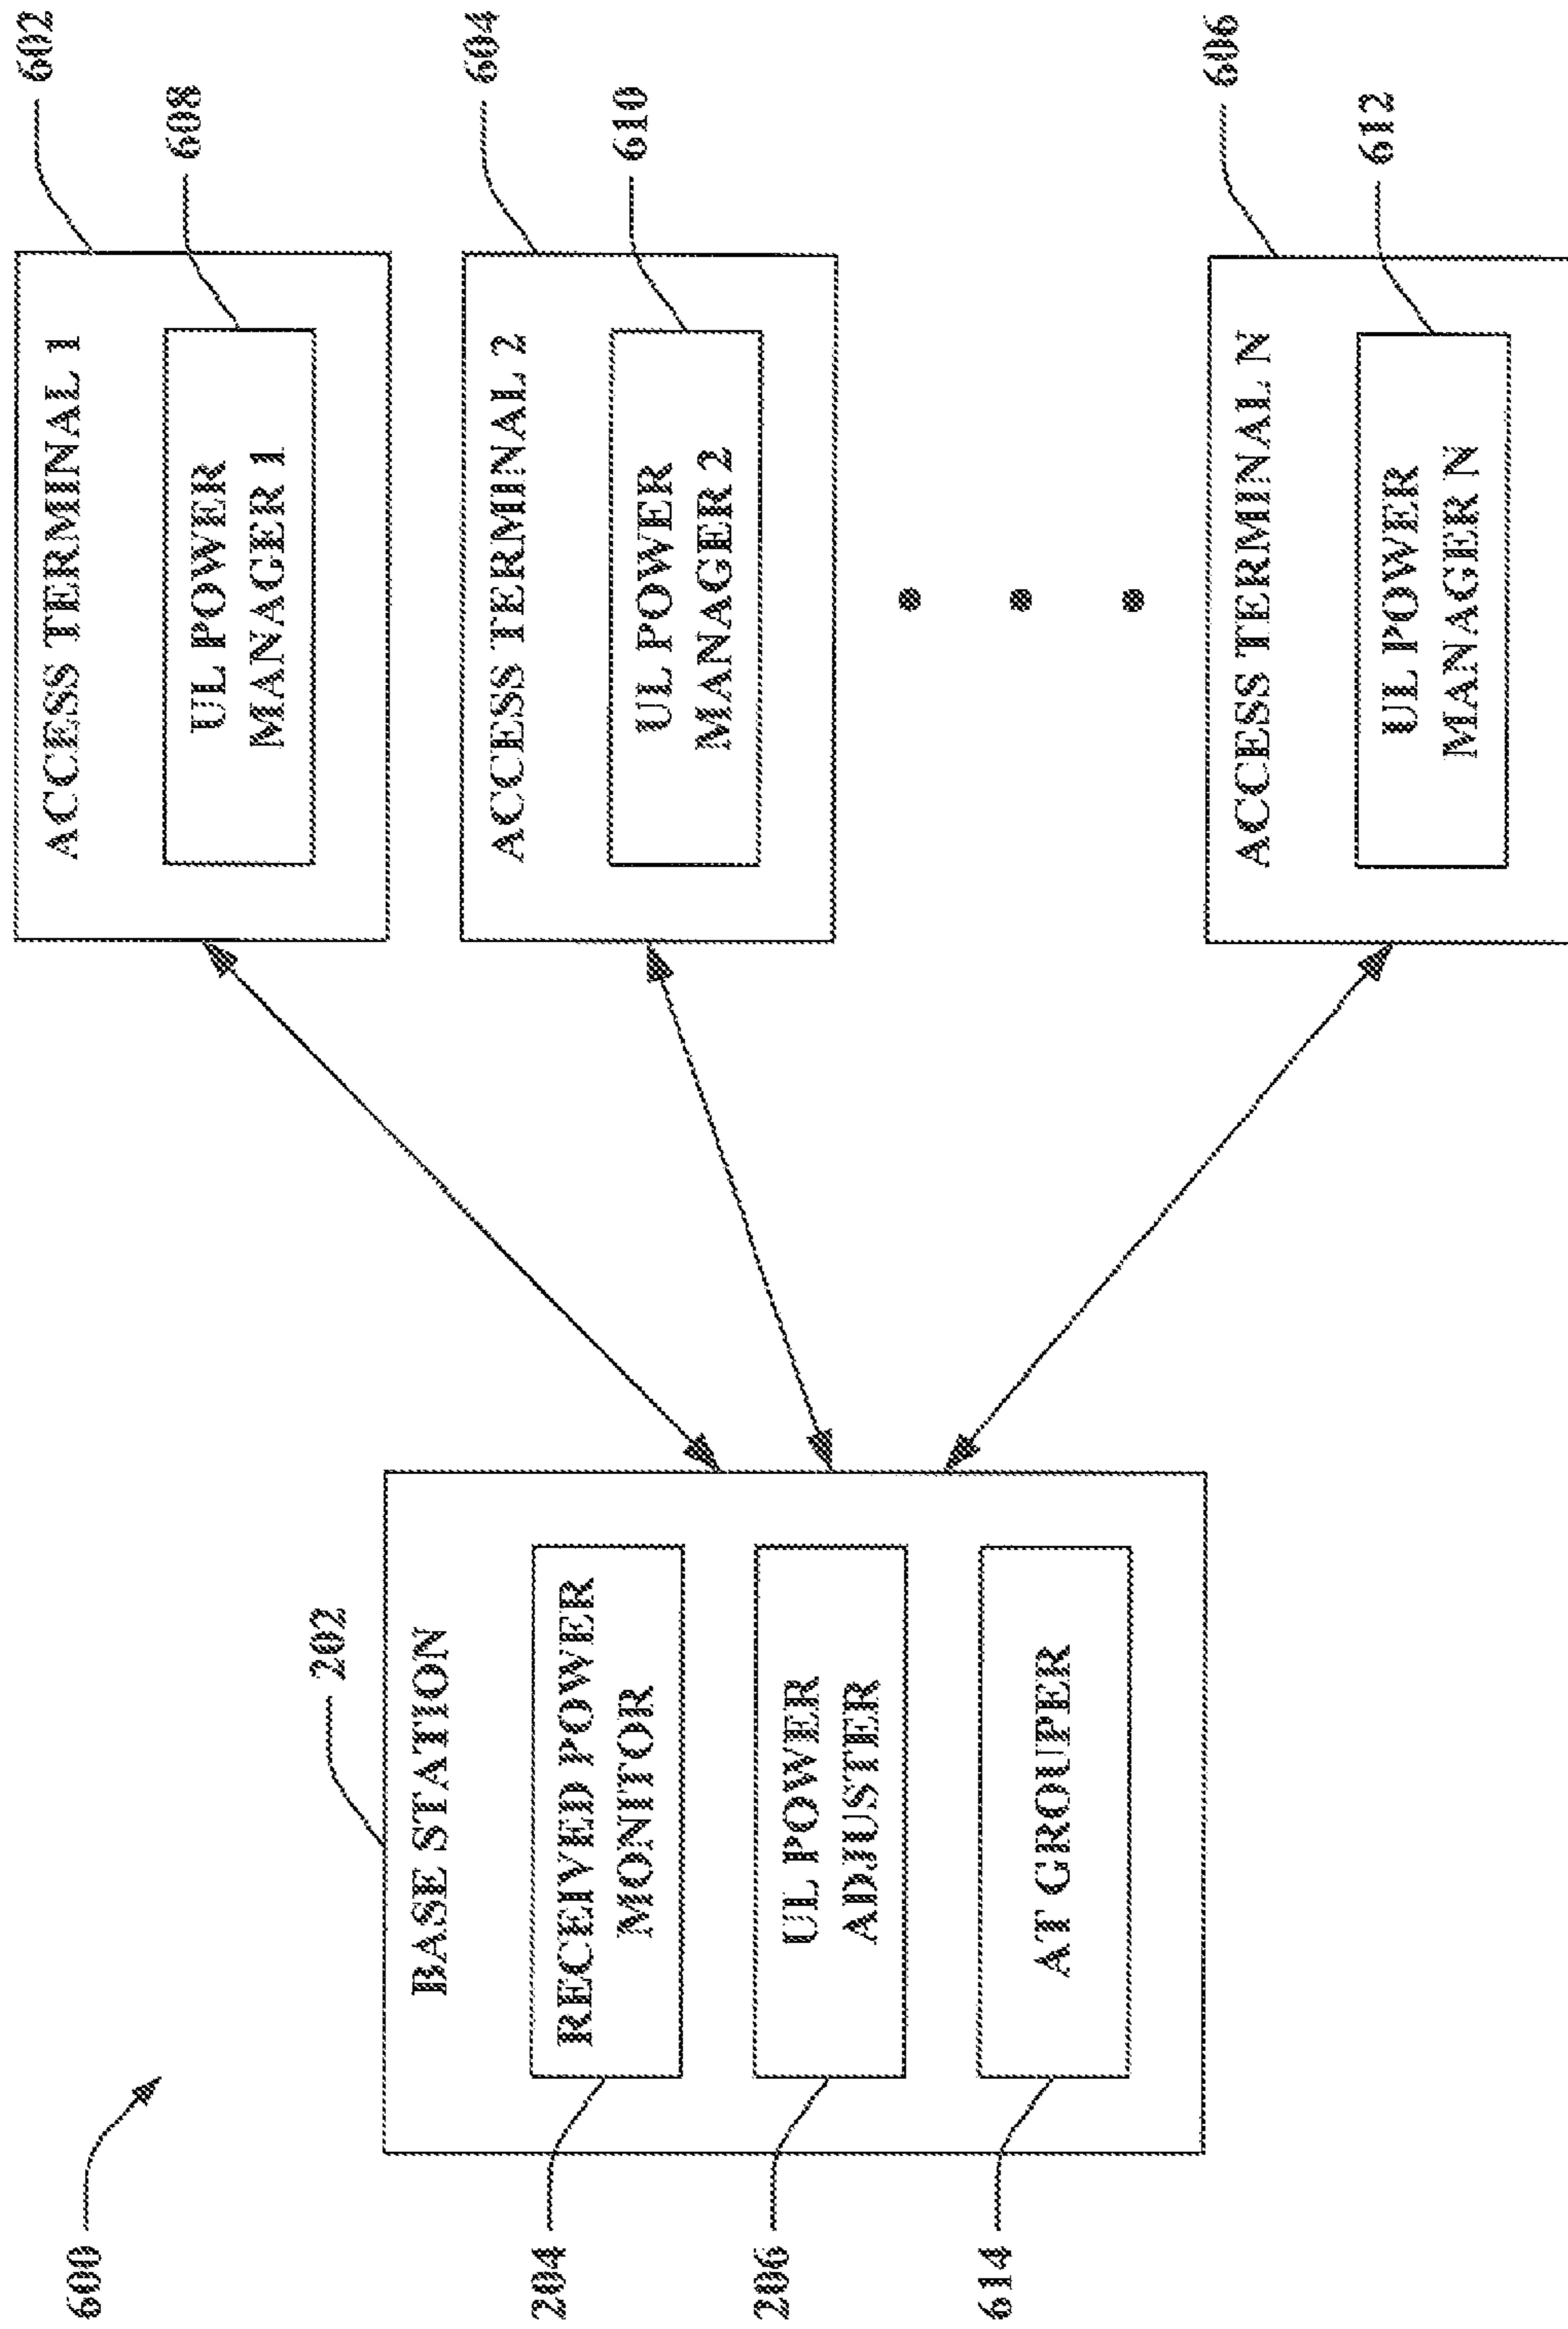 600
202
BASE STATION
204
RECEIVED POWER
MONITOR
206
UL POWER
ADJUSTER
614
AT GROUPER
602
ACCESS TERMINAL 1
608
UL POWER
MANAGER 1
604
ACCESS TERMINAL 2
610
UL POWER
MANAGER 2
606
ACCESS TERMINAL N
612
UL POWER
MANAGER N